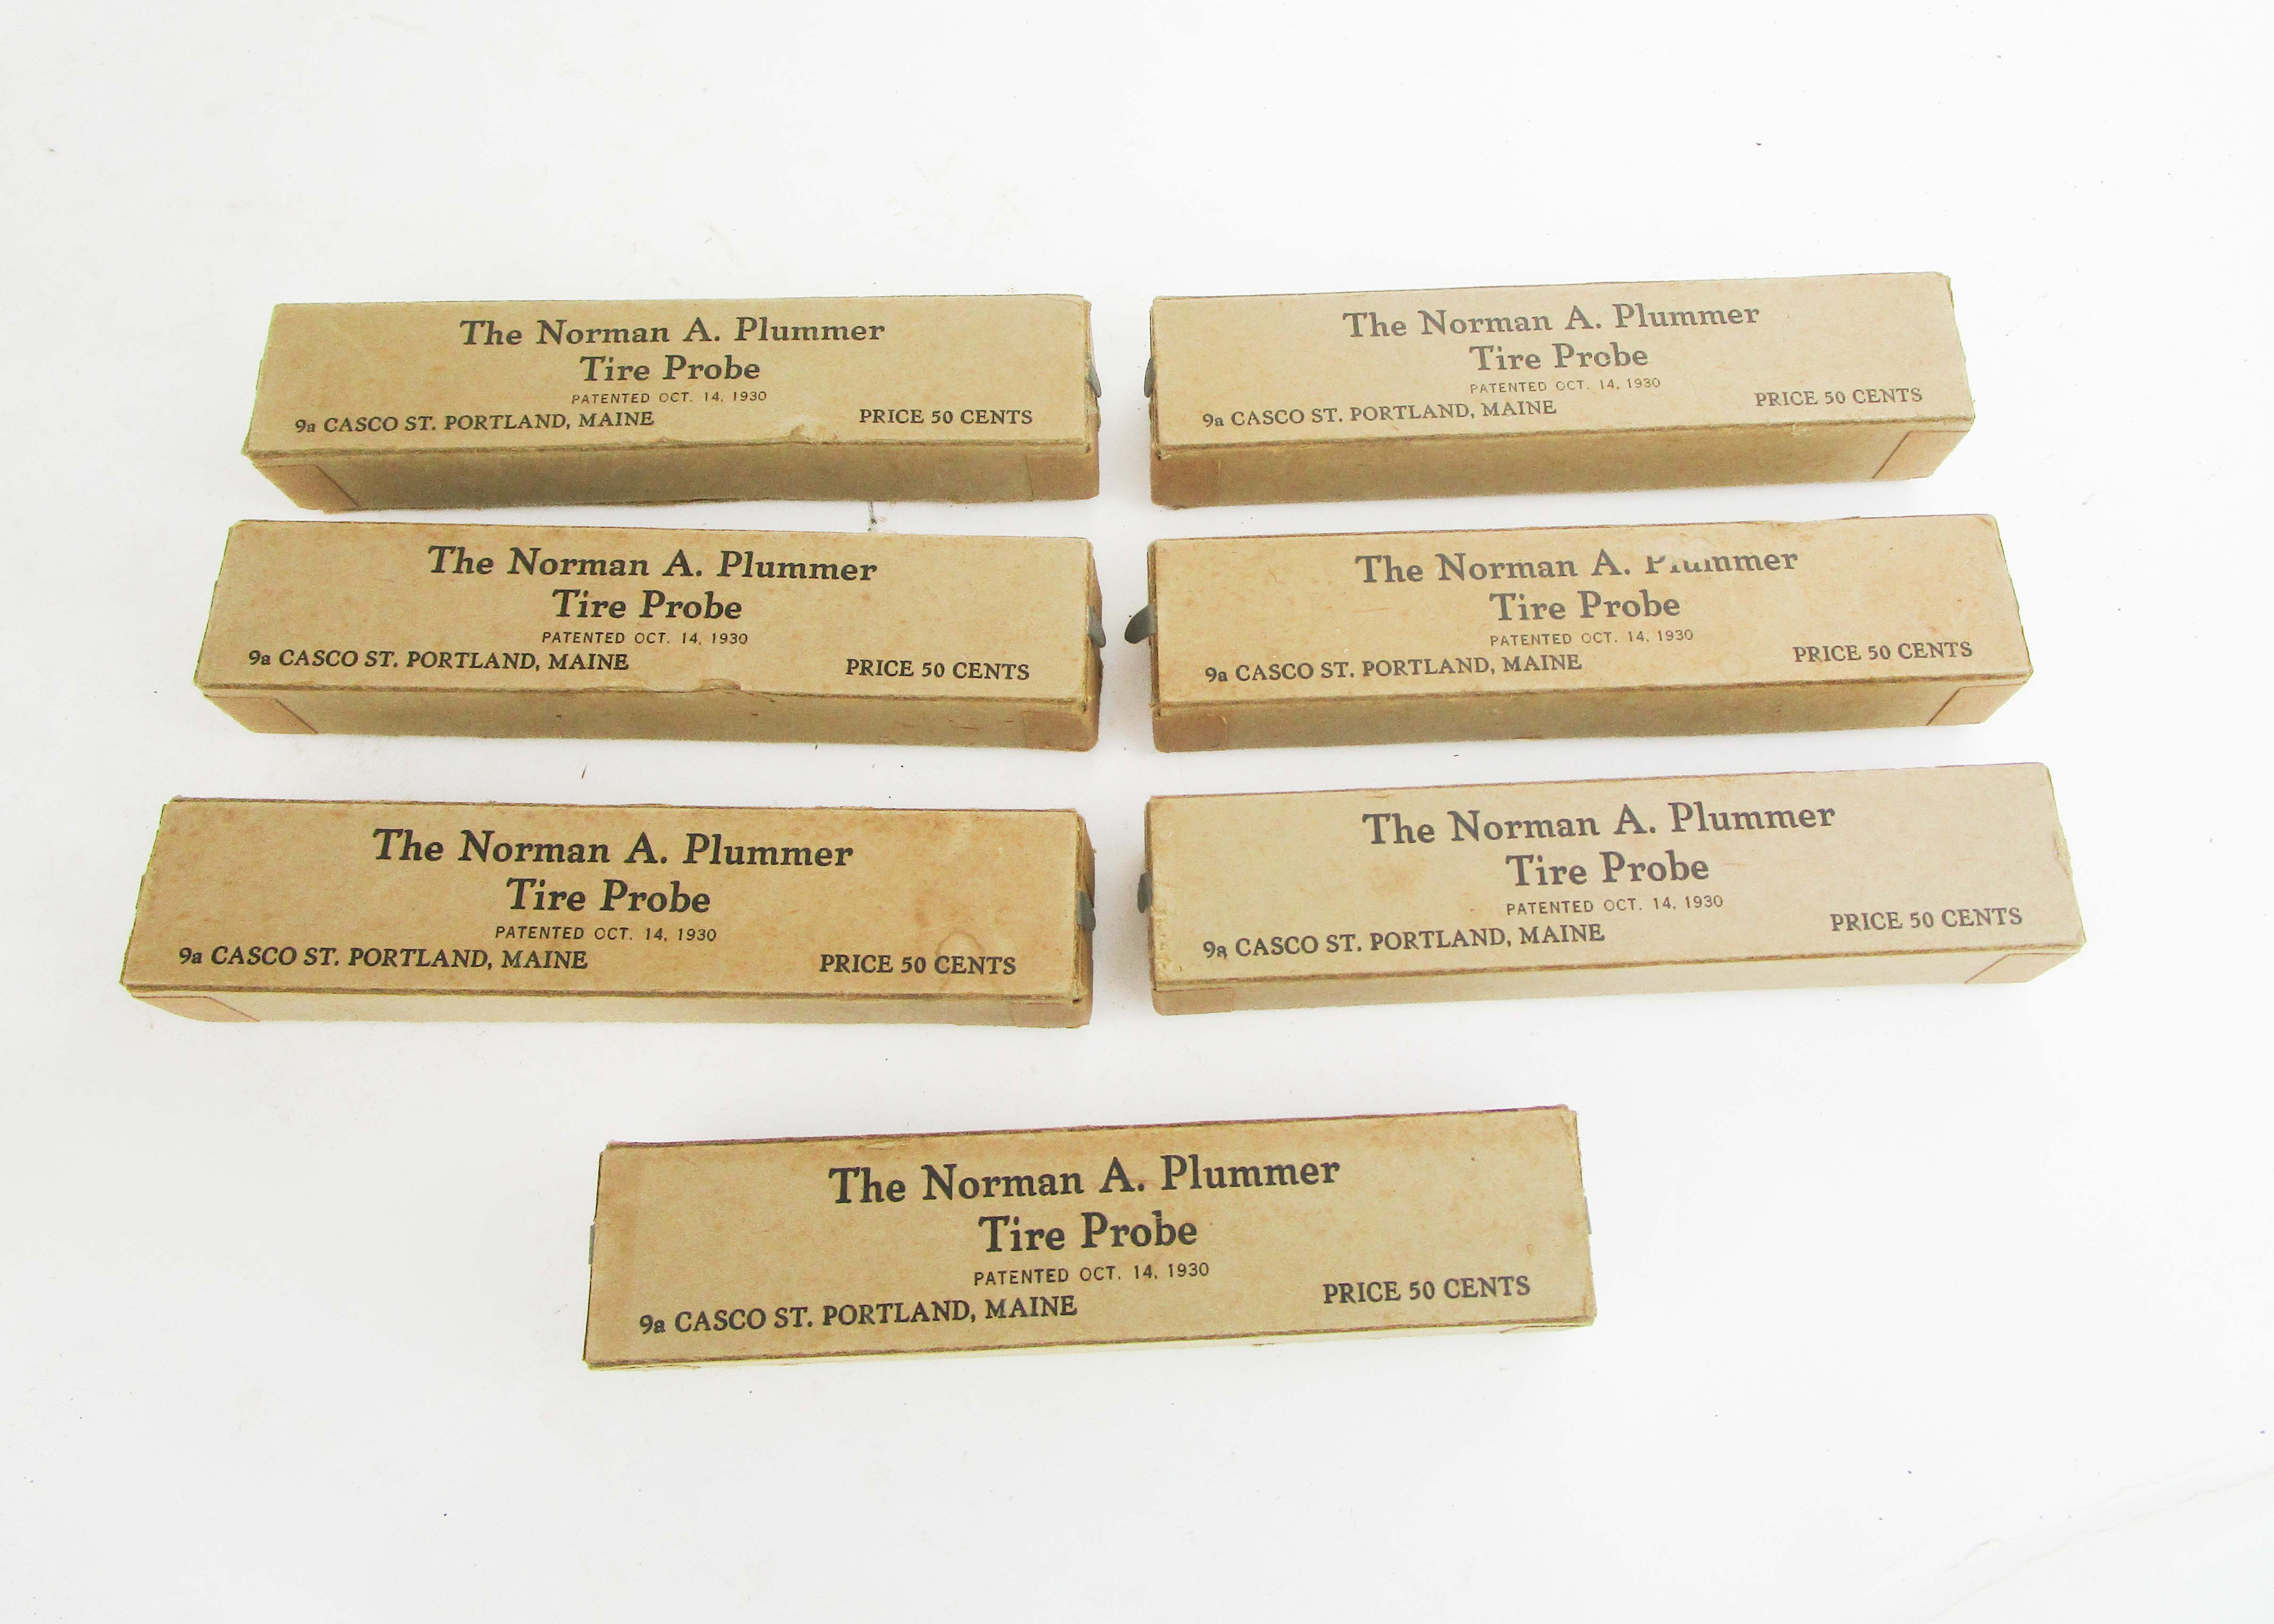 The Norman A. Plummer
Tire Probe
PATENTED OCT. 14, 1930
9a CASCO ST. PORTLAND, MAINE PRICE 50 CENTS
The Norman A. Plummer
Tire Probe
PATENTED OCT. 14, 1930
9a CASCO ST. PORTLAND, MAINE PRICE 50 CENTS
The Norman A. Plummer
Tire Probe
PATENTED OCT. 14, 1930
9a CASCO ST. PORTLAND, MAINE PRICE 50 CENTS
The Norman A. Plummer
Tire Probe
PATENTED OCT. 14, 1930
9a CASCO ST. PORTLAND, MAINE PRICE 50 CENTS
The Norman A. Plummer
Tire Probe
PATENTED OCT. 14, 1930
9a CASCO ST. PORTLAND, MAINE PRICE 50 CENTS
The Norman A. Plummer
Tire Probe
PATENTED OCT. 14, 1930
9a CASCO ST. PORTLAND, MAINE PRICE 50 CENTS
The Norman A. Plummer
Tire Probe
PATENTED OCT. 14, 1930
9a CASCO ST. PORTLAND, MAINE PRICE 50 CENTS